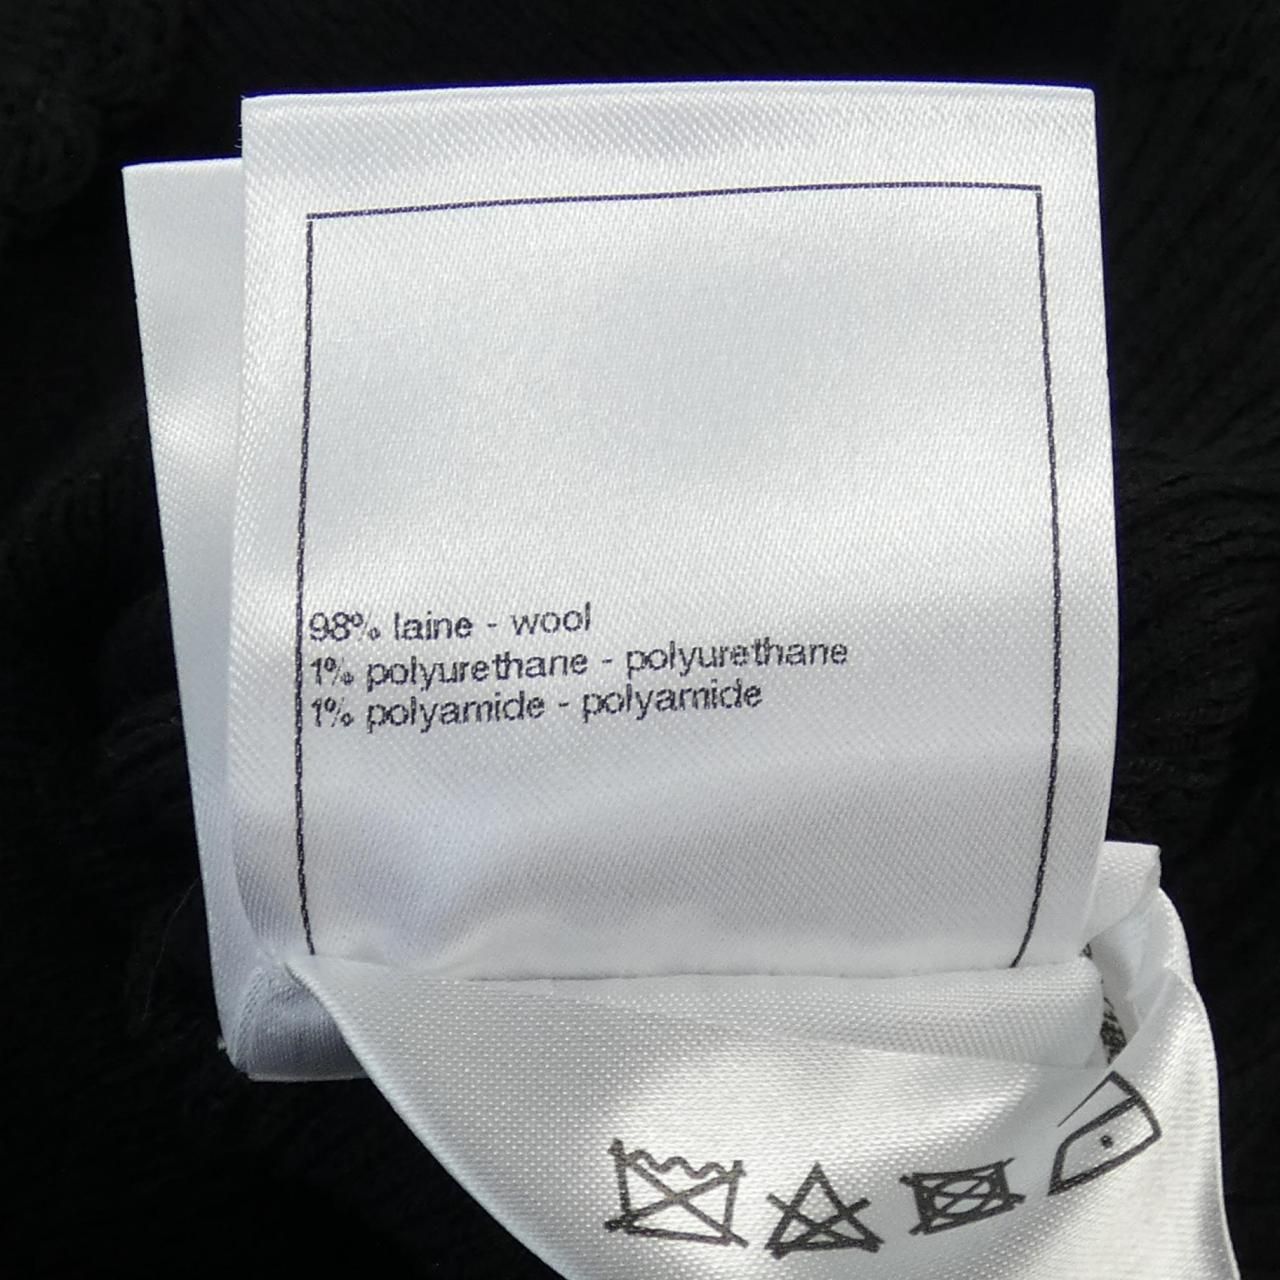 98% laine - wool
1% polyurethane - polyurethane
1% polyamide - polyamide